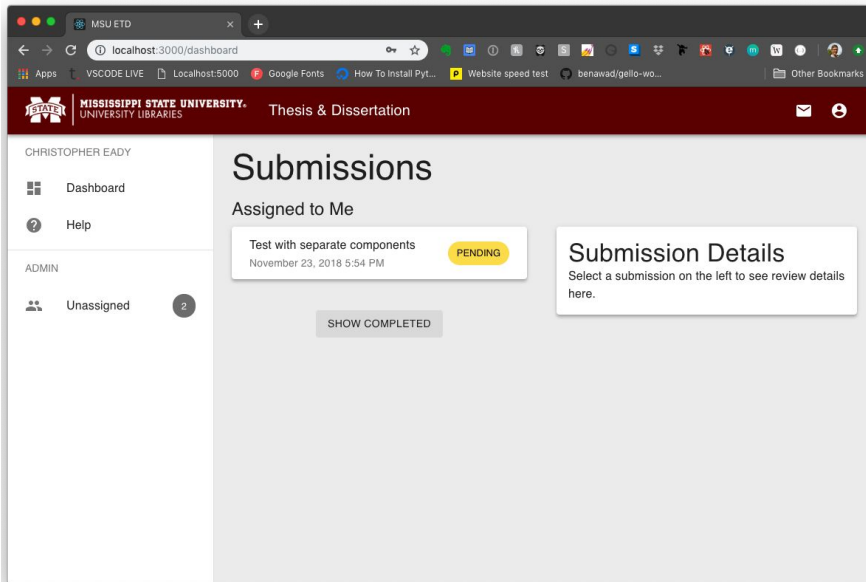 MSU ETD
localhost:3000/dashboard
Apps
VSCODE LIVE
Localhost:5000
Google Fonts
How To Install Pyt...
Website speed test
benawad/gello-wo...
Other Bookmarks
STATE
MISSISSIPPI STATE UNIVERSITY®
UNIVERSITY LIBRARIES
Thesis & Dissertation
CHRISTOPHER EADY
Dashboard
Help
ADMIN
Unassigned
2
Submissions
Assigned to Me
Test with separate components
November 23, 2018 5:54 PM
PENDING
SHOW COMPLETED
Submission Details
Select a submission on the left to see review details
here.